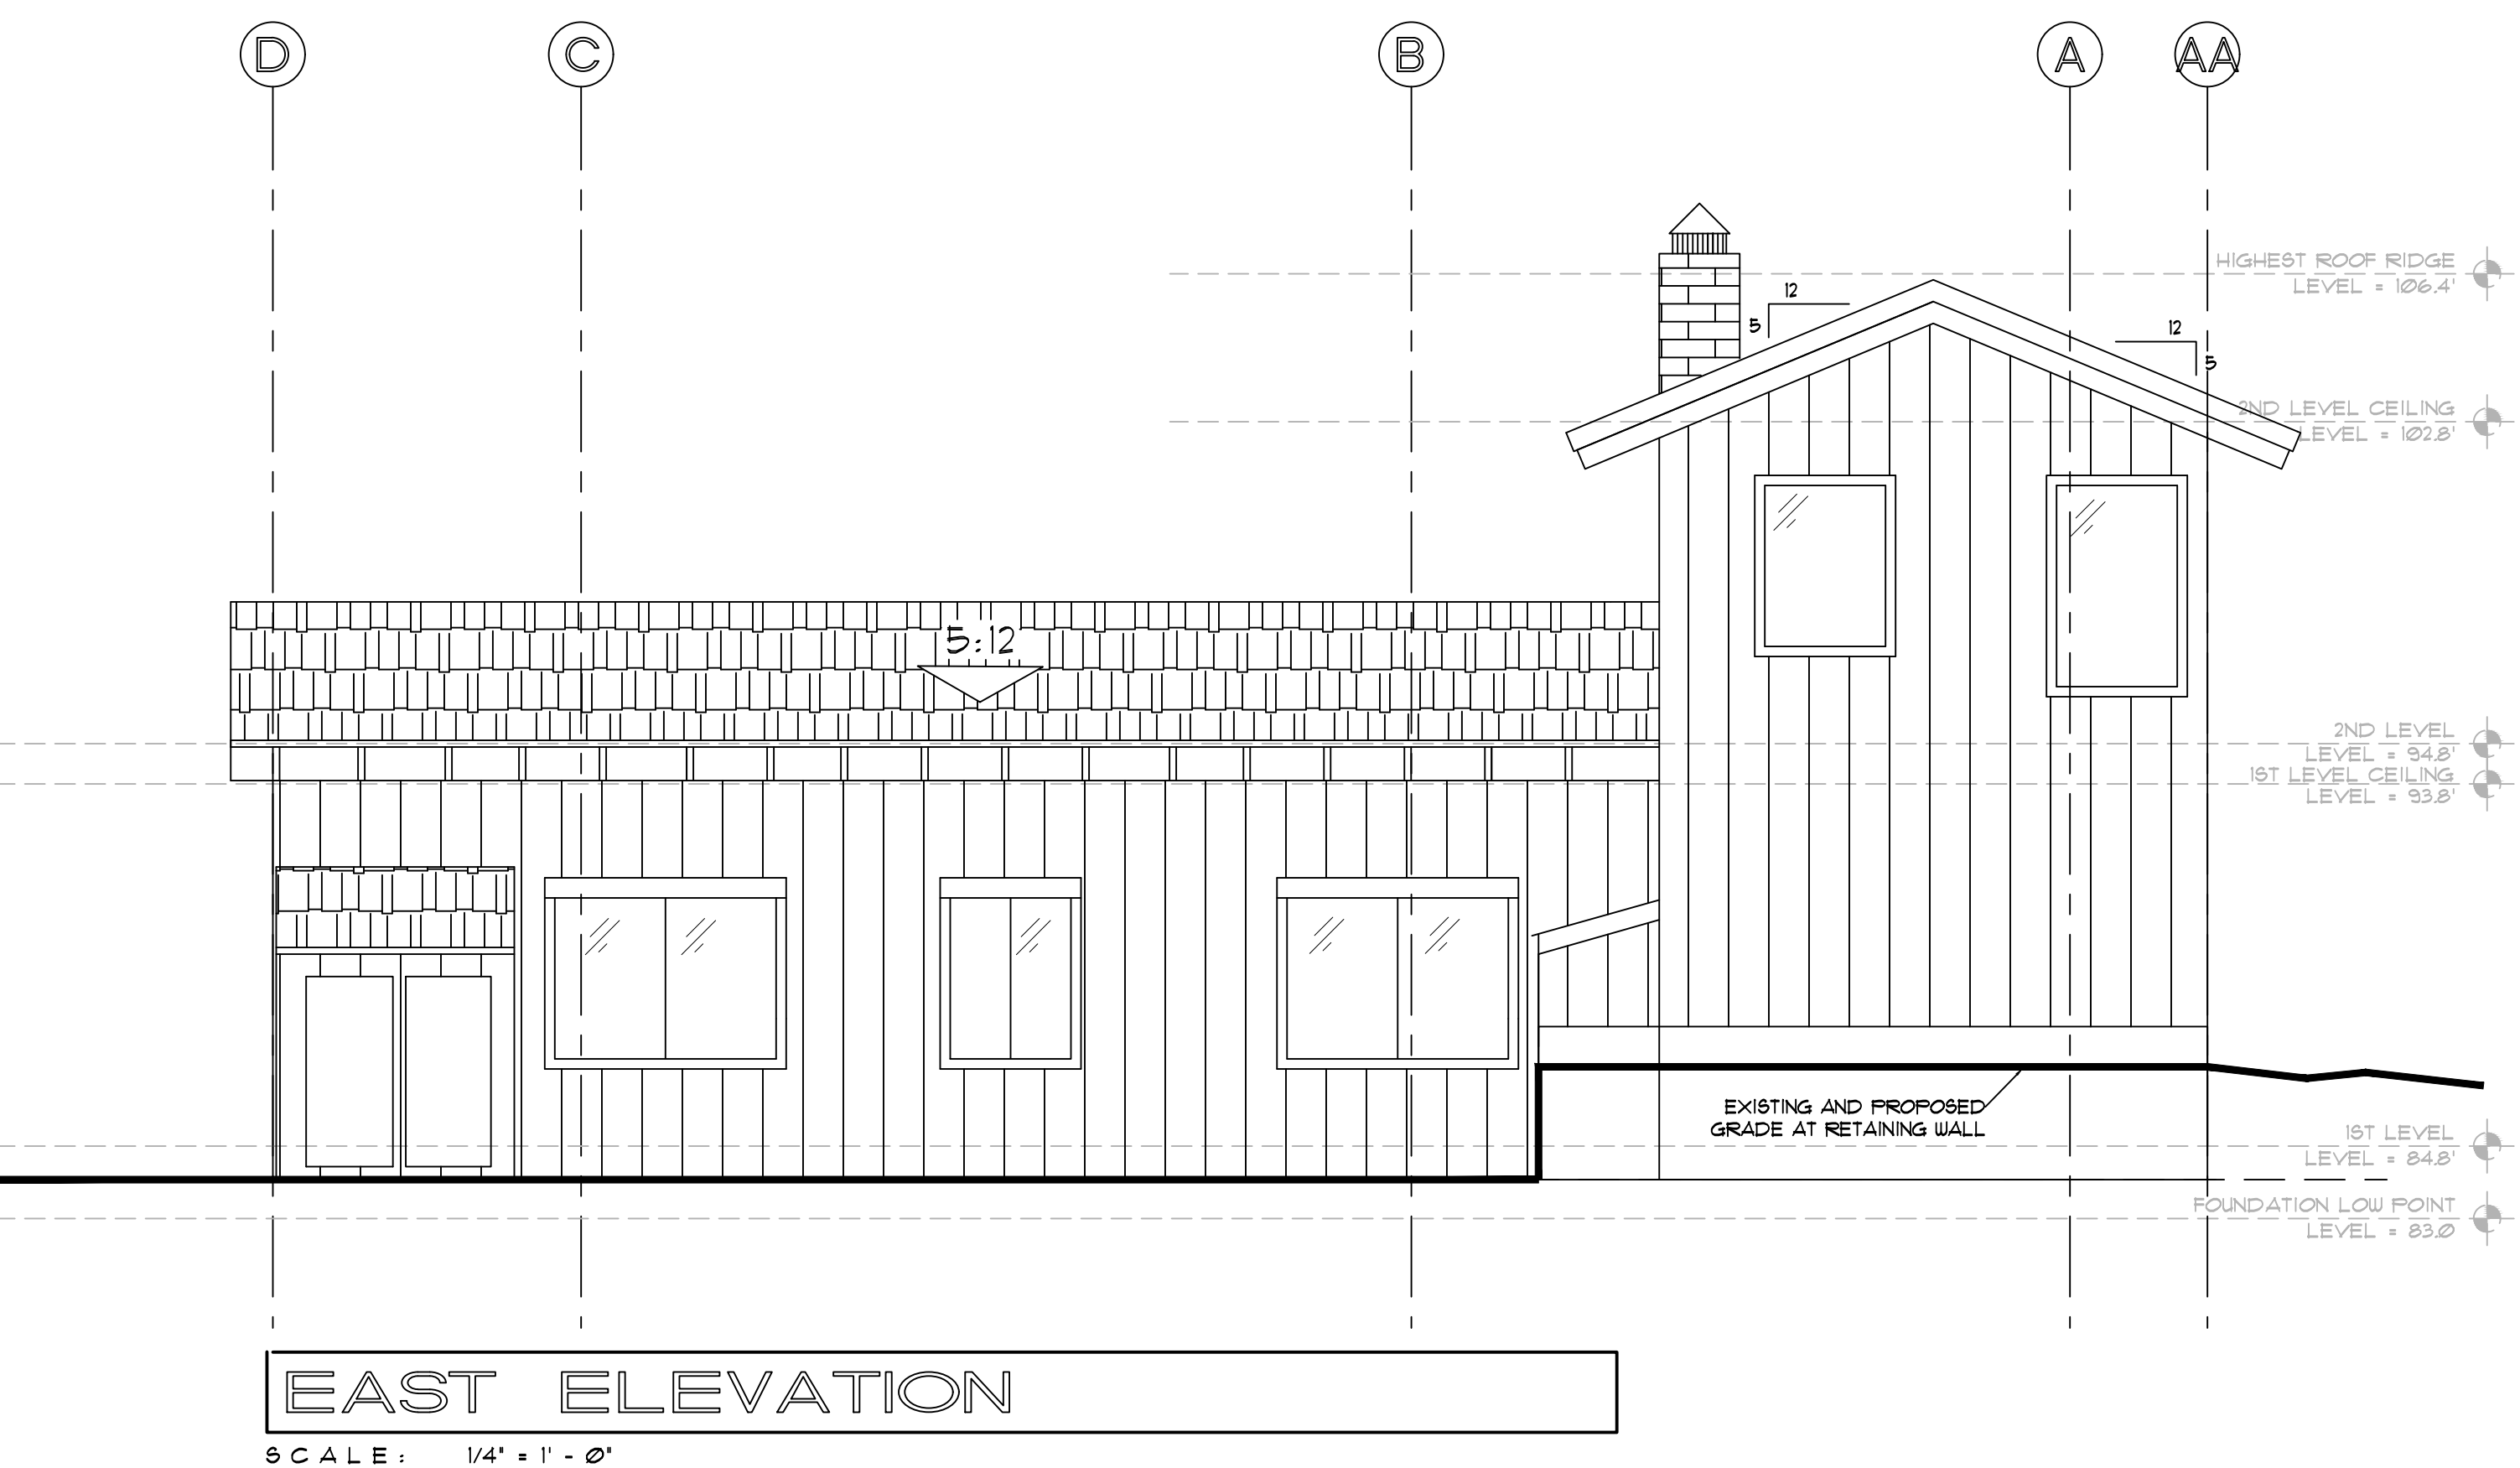 D C B A AA
HIGHEST ROOF RIDGE
LEVEL = 106.4'
12
5
12
5
2ND LEVEL CEILING
LEVEL = 102.8'
5:12
2ND LEVEL
LEVEL = 94.8'
1ST LEVEL CEILING
LEVEL = 93.8'
EXISTING AND PROPOSED
GRADE AT RETAINING WALL
1ST LEVEL
LEVEL = 84.8'
FOUNDATION LOW POINT
LEVEL = 83.0
EAST ELEVATION
SCALE: 1/4" = 1' - 0"